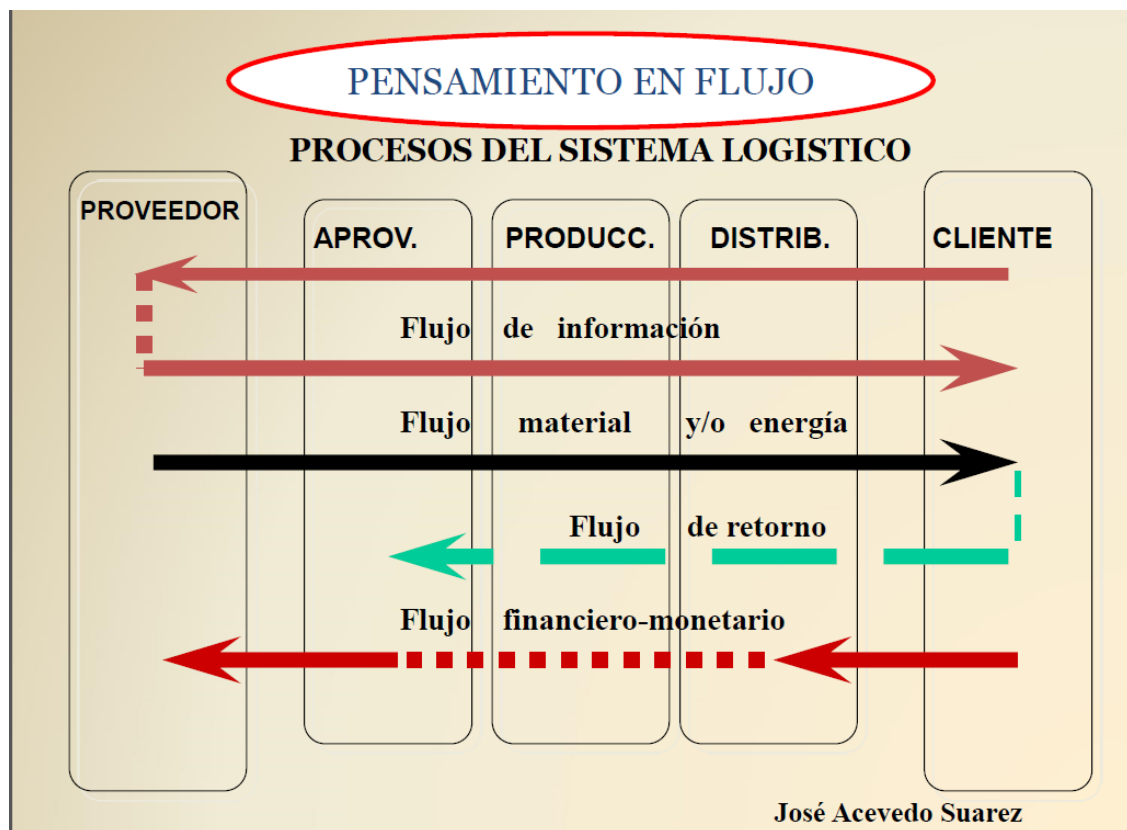 PENSAMIENTO EN FLUJO
PROCESOS DEL SISTEMA LOGISTICO
PROVEEDOR
APROV.
PRODUCC.
DISTRIB.
CLIENTE
Flujo de información
Flujo material y/o energía
Flujo de retorno
Flujo financiero-monetario
José Acevedo Suarez